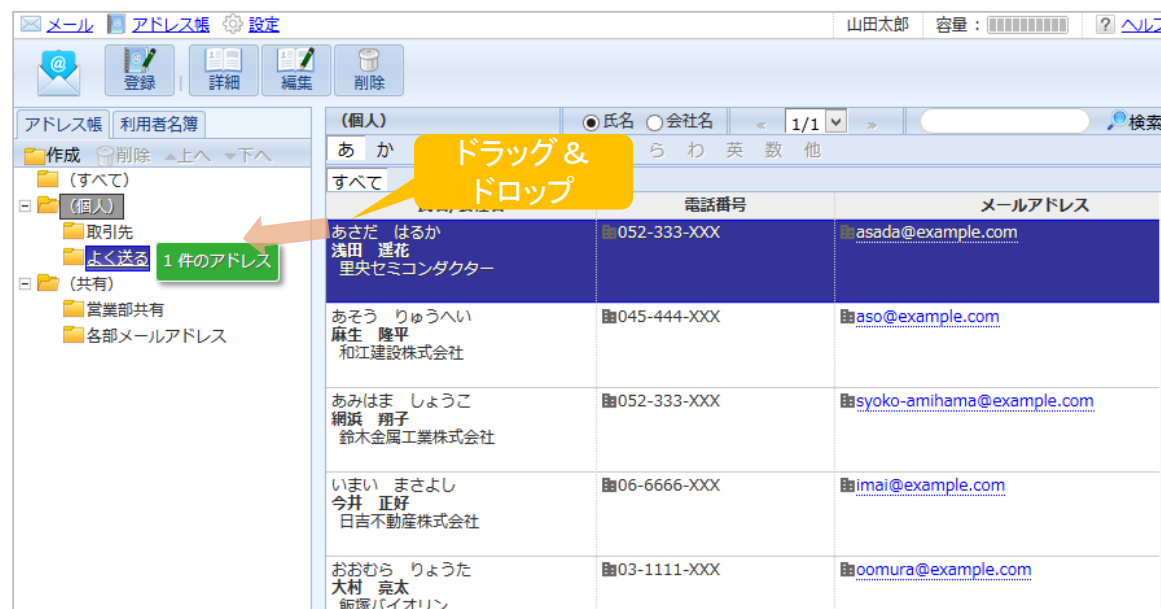 メール アドレス帳 設定 山田太郎 容量： ? ヘルプ
登録 詳細 編集 削除
アドレス帳 利用者名簿 (個人) 氏名 会社名 « 1/1 » 検索
作成 削除 上へ 下へ あ か ら わ 英 数 他
ドラッグ＆
ドロップ
(すべて) すべて
(個人) 電話番号 メールアドレス
取引先
よく送る 1 件のアドレス
(共有)
営業部共有
各部メールアドレス
あさだ　はるか 052-333-XXX asada@example.com
浅田　遥花
里央セミコンダクター
あそう　りゅうへい 045-444-XXX aso@example.com
麻生　隆平
和江建設株式会社
あみはま　しょうこ 052-333-XXX syoko-amihama@example.com
網浜　翔子
鈴木金属工業株式会社
いまい　まさよし 06-6666-XXX imai@example.com
今井　正好
日吉不動産株式会社
おおむら　りょうた 03-1111-XXX oomura@example.com
大村　亮太
飯塚バイオリン